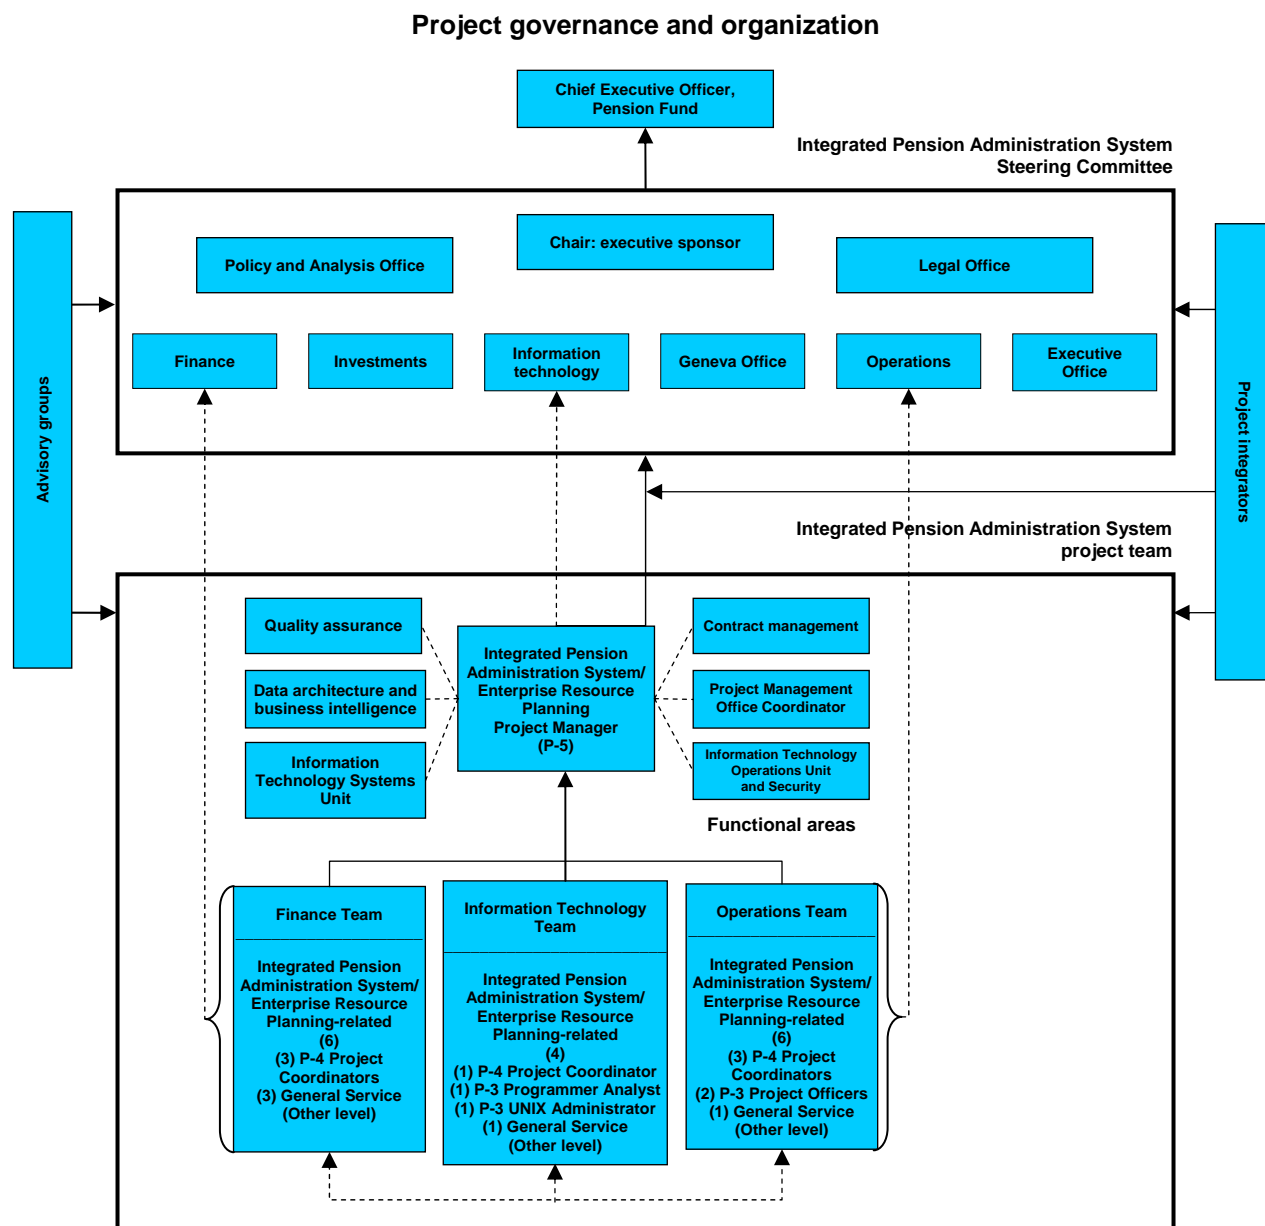 Project governance and organization
Chief Executive Officer,
Pension Fund
Integrated Pension Administration System
Steering Committee
Chair: executive sponsor
Policy and Analysis Office
Legal Office
Finance
Investments
Information
technology
Geneva Office
Operations
Executive
Office
Advisory groups
Project integrators
Integrated Pension Administration System
project team
Quality assurance
Data architecture and
business intelligence
Information
Technology Systems
Unit
Integrated Pension
Administration System/
Enterprise Resource
Planning
Project Manager
(P-5)
Contract management
Project Management
Office Coordinator
Information Technology
Operations Unit
and Security
Functional areas
Finance Team
Integrated Pension
Administration System/
Enterprise Resource
Planning-related
(6)
(3) P-4 Project
Coordinators
(3) General Service
(Other level)
Information Technology
Team
Integrated Pension
Administration System/
Enterprise Resource
Planning-related
(4)
(1) P-4 Project Coordinator
(1) P-3 Programmer Analyst
(1) P-3 UNIX Administrator
(1) General Service
(Other level)
Operations Team
Integrated Pension
Administration System/
Enterprise Resource
Planning-related
(6)
(3) P-4 Project
Coordinators
(2) P-3 Project Officers
(1) General Service
(Other level)